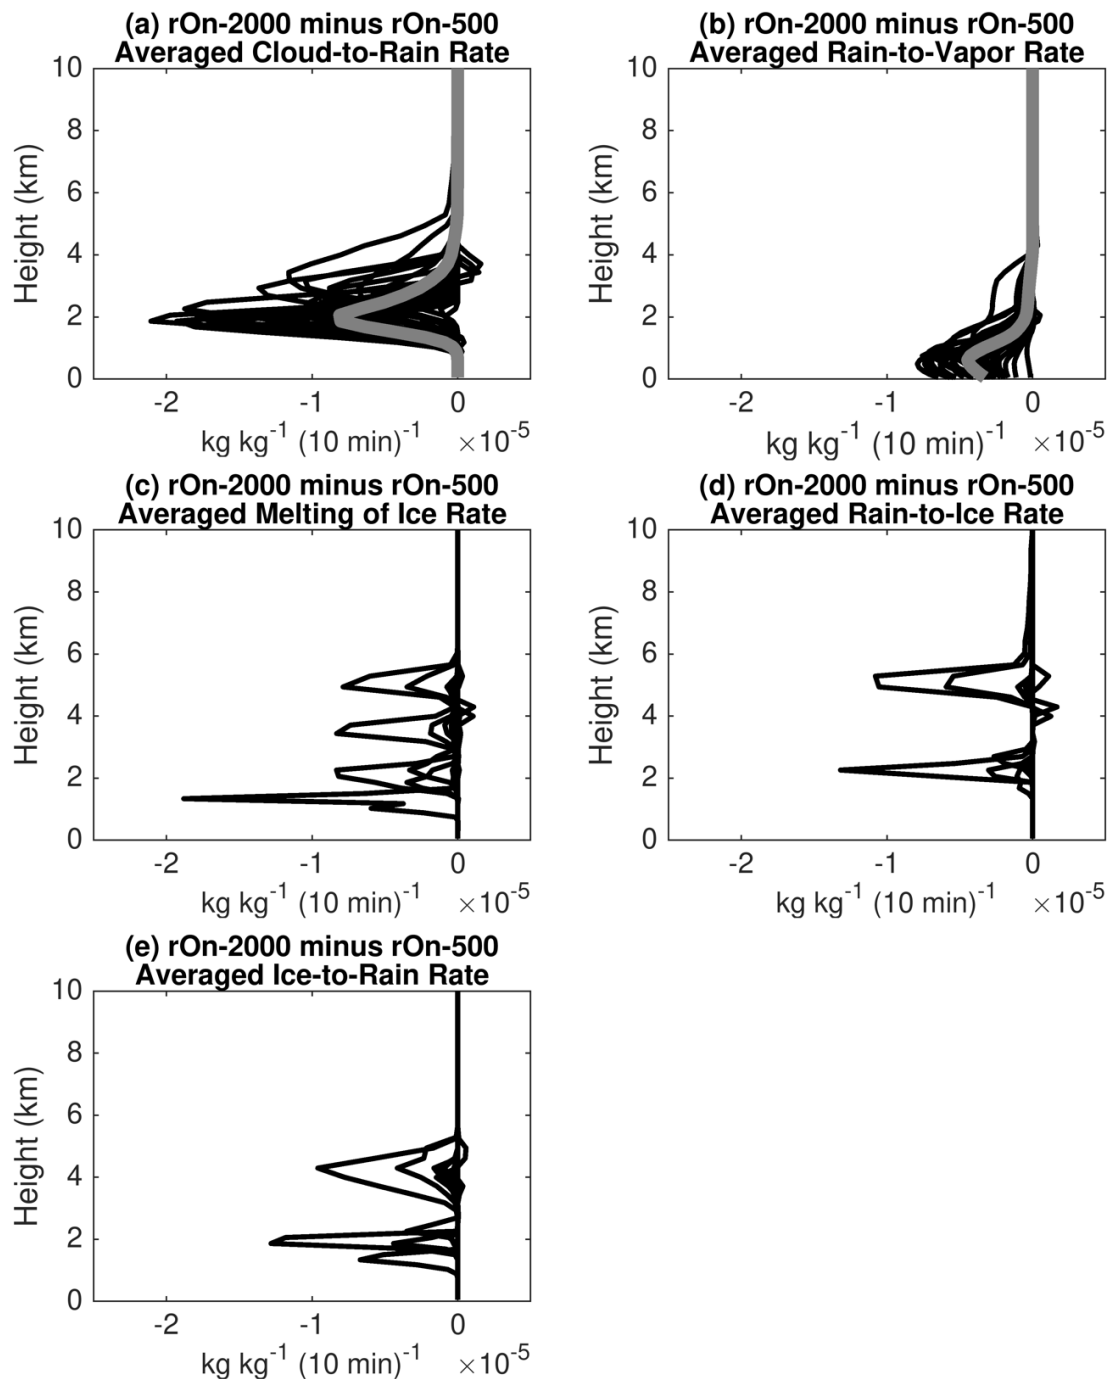 (a) rOn-2000 minus rOn-500
Averaged Cloud-to-Rain Rate
10
8
6
4
2
0
Height (km)
-2 -1 0
kg kg⁻¹ (10 min)⁻¹ ×10⁻⁵
(b) rOn-2000 minus rOn-500
Averaged Rain-to-Vapor Rate
10
8
6
4
2
0
Height (km)
-2 -1 0
kg kg⁻¹ (10 min)⁻¹ ×10⁻⁵
(c) rOn-2000 minus rOn-500
Averaged Melting of Ice Rate
10
8
6
4
2
0
Height (km)
-2 -1 0
kg kg⁻¹ (10 min)⁻¹ ×10⁻⁵
(d) rOn-2000 minus rOn-500
Averaged Rain-to-Ice Rate
10
8
6
4
2
0
Height (km)
-2 -1 0
kg kg⁻¹ (10 min)⁻¹ ×10⁻⁵
(e) rOn-2000 minus rOn-500
Averaged Ice-to-Rain Rate
10
8
6
4
2
0
Height (km)
-2 -1 0
kg kg⁻¹ (10 min)⁻¹ ×10⁻⁵